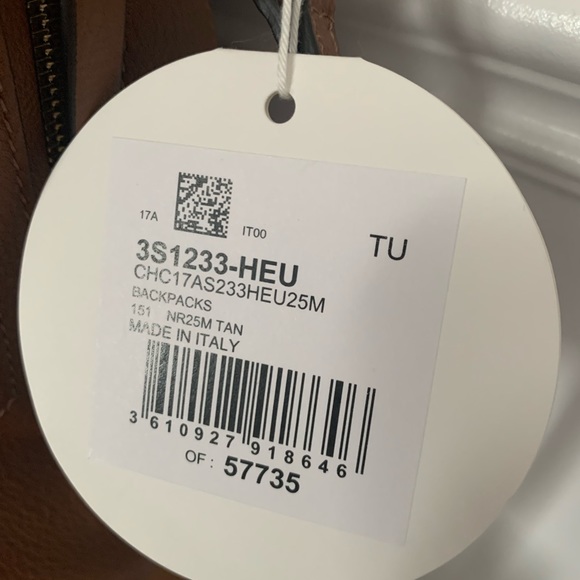 17A IT00 TU
3S1233-HEU
CHC17AS233HEU25M
BACKPACKS
151 NR25M TAN
MADE IN ITALY
3 610927 918646
OF: 57735